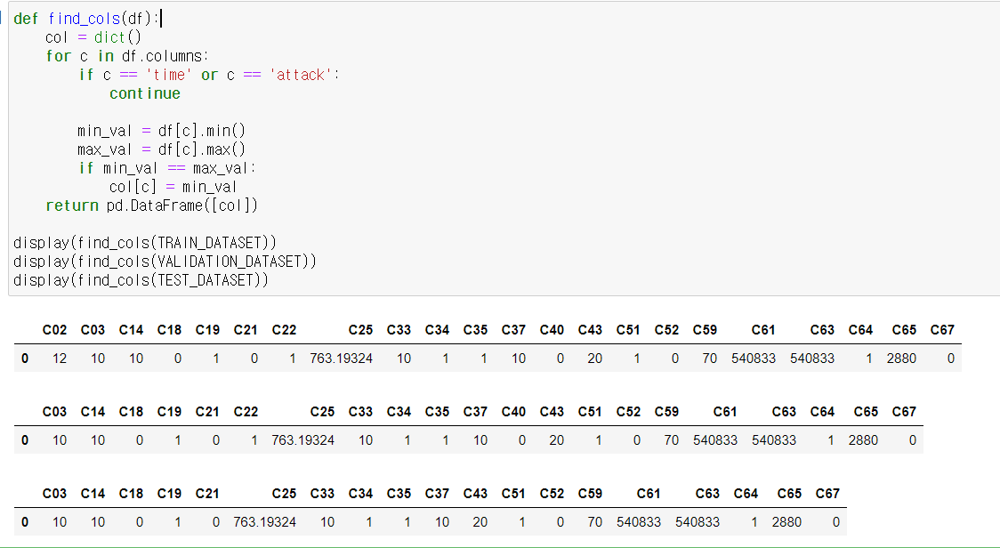 def find_cols(df):
    col = dict()
    for c in df.columns:
        if c == 'time' or c == 'attack':
            continue
        min_val = df[c].min()
        max_val = df[c].max()
        if min_val == max_val:
            col[c] = min_val
    return pd.DataFrame([col])
display(find_cols(TRAIN_DATASET))
display(find_cols(VALIDATION_DATASET))
display(find_cols(TEST_DATASET))
C02 C03 C14 C18 C19 C21 C22 C25 C33 C34 C35 C37 C40 C43 C51 C52 C59 C61 C63 C64 C65 C67
0 12 10 10 0 1 0 1 763.19324 10 1 1 10 0 20 1 0 70 540833 540833 1 2880 0
C03 C14 C18 C19 C21 C22 C25 C33 C34 C35 C37 C40 C43 C51 C52 C59 C61 C63 C64 C65 C67
0 10 10 0 1 0 1 763.19324 10 1 1 10 0 20 1 0 70 540833 540833 1 2880 0
C03 C14 C18 C19 C21 C25 C33 C34 C35 C37 C43 C51 C52 C59 C61 C63 C64 C65 C67
0 10 10 0 1 0 763.19324 10 1 1 10 20 1 0 70 540833 540833 1 2880 0